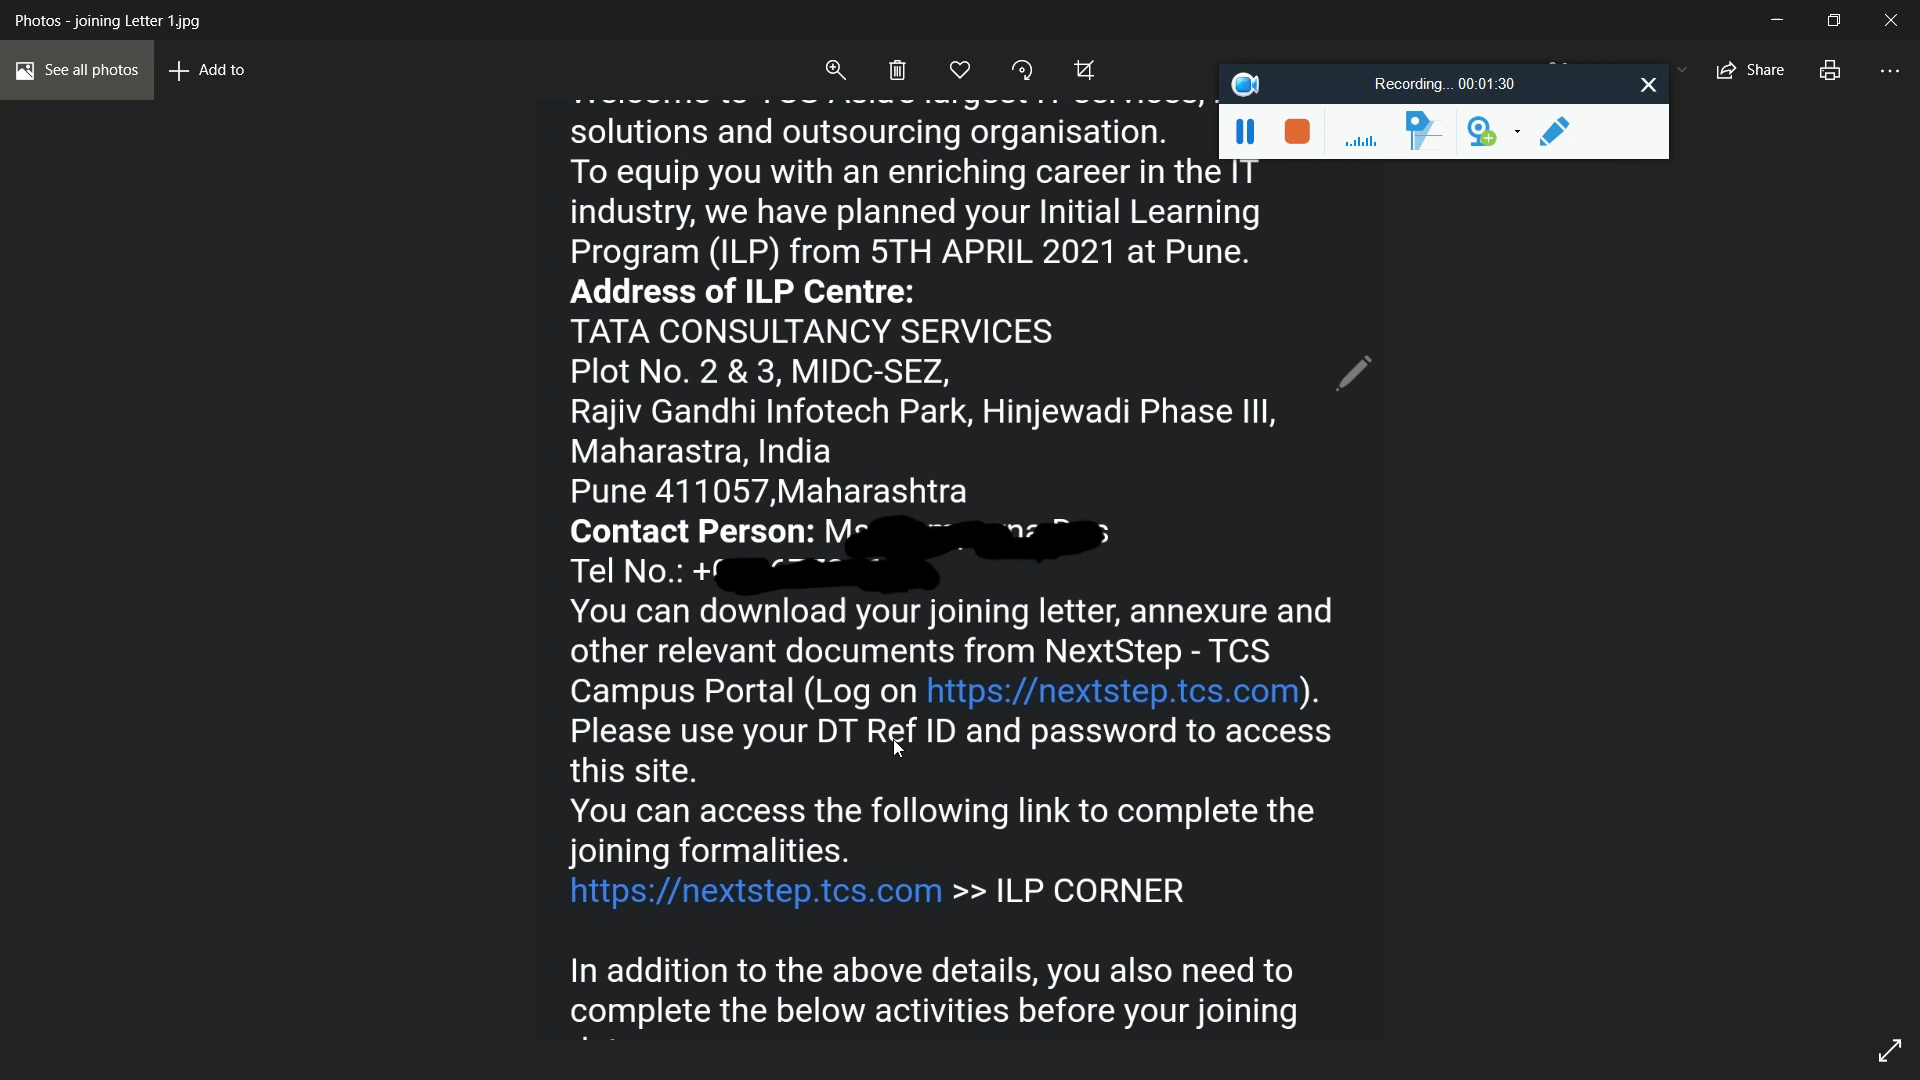 Photos - joining Letter 1.jpg
See all photos
Add to
Share
Recording... 00:01:30
solutions and outsourcing organisation.
To equip you with an enriching career in the IT
industry, we have planned your Initial Learning
Program (ILP) from 5TH APRIL 2021 at Pune.
Address of ILP Centre:
TATA CONSULTANCY SERVICES
Plot No. 2 & 3, MIDC-SEZ,
Rajiv Gandhi Infotech Park, Hinjewadi Phase III,
Maharastra, India
Pune 411057,Maharashtra
Contact Person:
Tel No.:
You can download your joining letter, annexure and
other relevant documents from NextStep - TCS
Campus Portal (Log on https://nextstep.tcs.com).
Please use your DT Ref ID and password to access
this site.
You can access the following link to complete the
joining formalities.
https://nextstep.tcs.com >> ILP CORNER
In addition to the above details, you also need to
complete the below activities before your joining